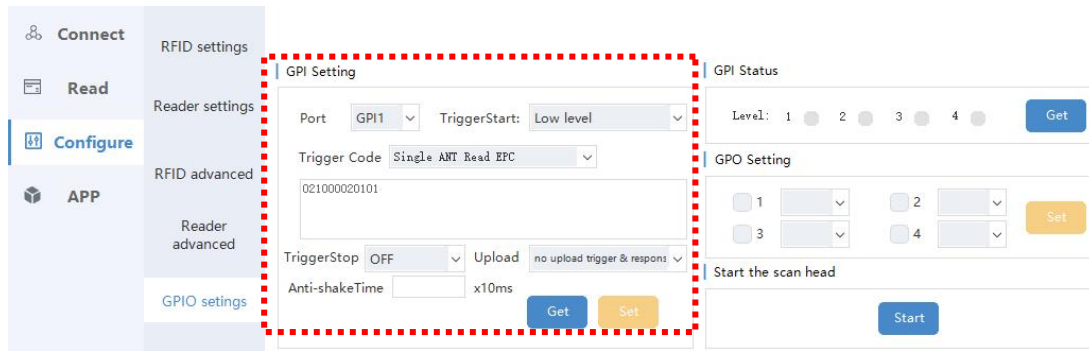 Connect
Read
Configure
APP
RFID settings
Reader settings
RFID advanced
Reader
advanced
GPIO setings
GPI Setting
Port GPI1 TriggerStart: Low level
Trigger Code Single ANT Read EPC
021000020101
TriggerStop OFF Upload no upload trigger & respons
Anti-shakeTime x10ms
Get Set
GPI Status
Level: 1 2 3 4 Get
GPO Setting
1 2
3 4
Set
Start the scan head
Start